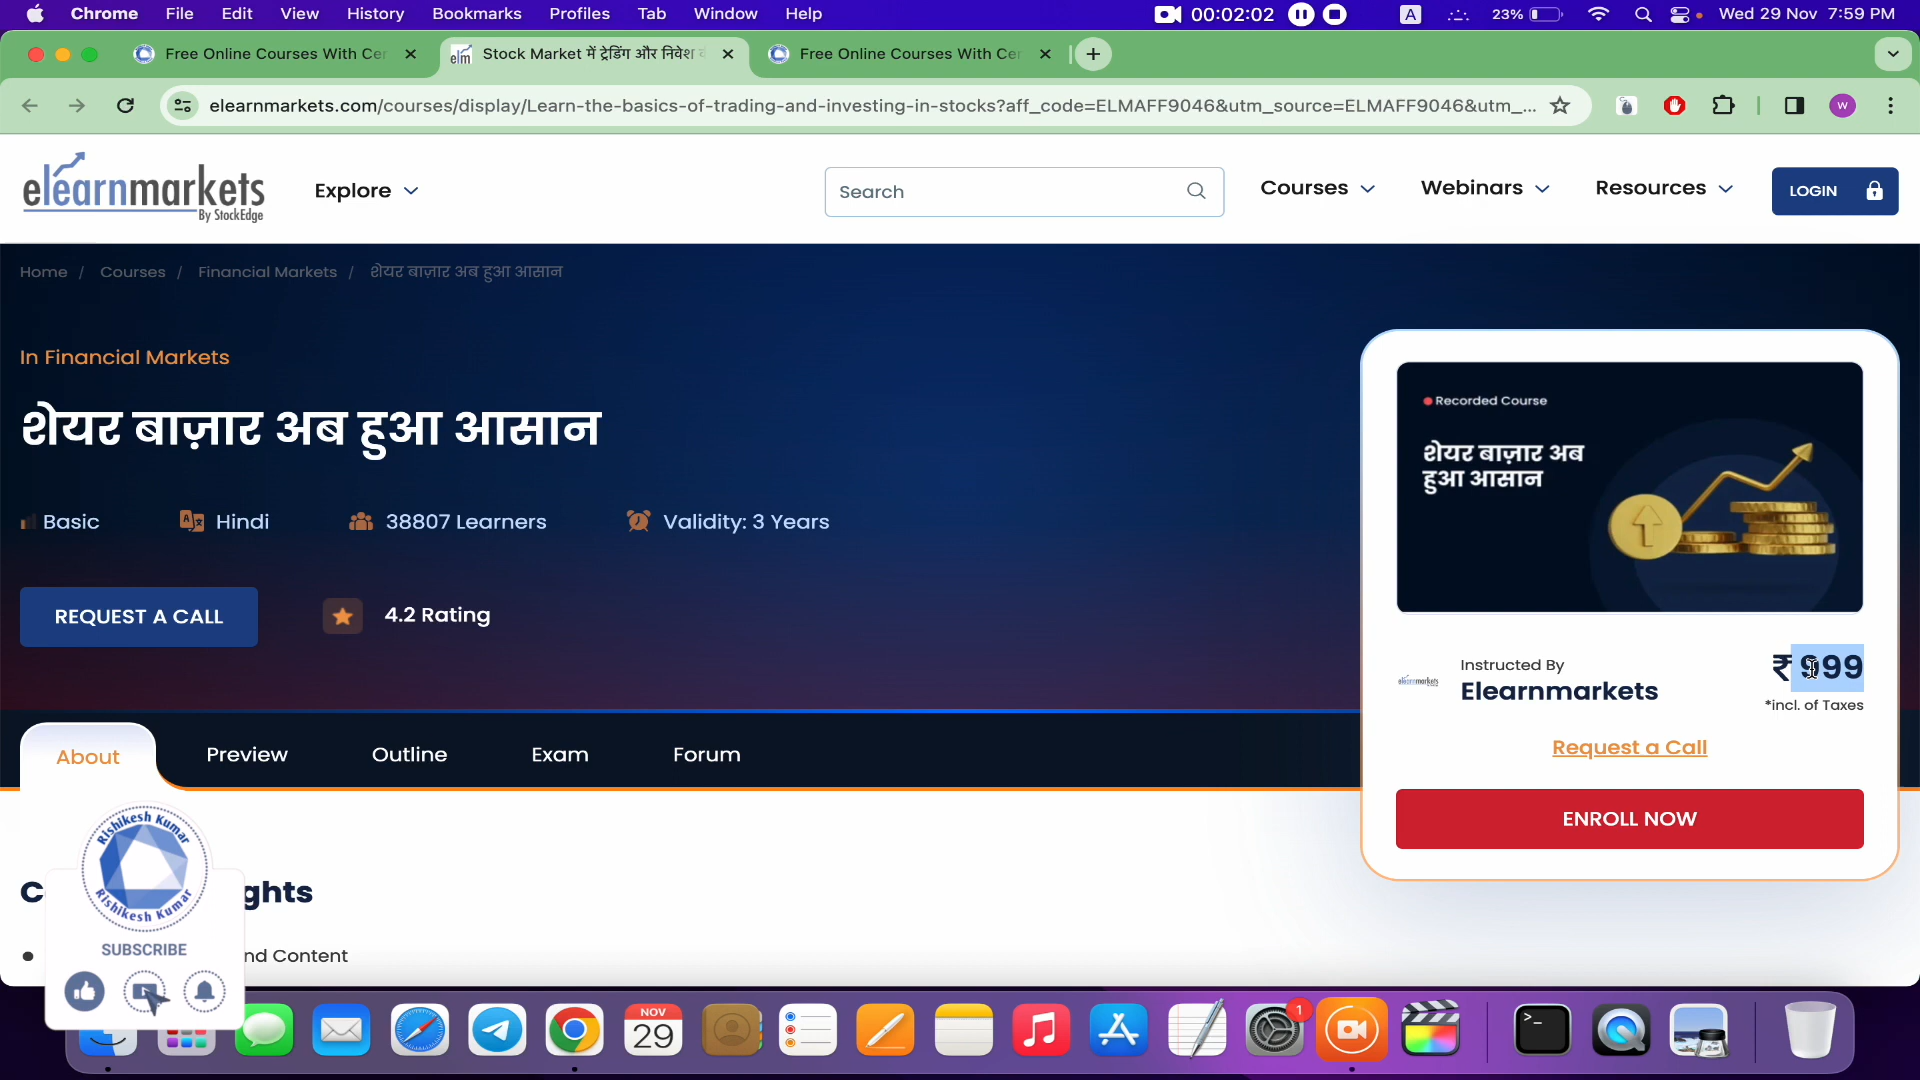 Chrome File Edit View History Bookmarks Profiles Tab Window Help 00:02:02 A 23% Wed 29 Nov 7:59 PM
Free Online Courses With Cer Stock Market में ट्रेडिंग और निवेश Free Online Courses With Cer
elearnmarkets.com/courses/display/Learn-the-basics-of-trading-and-investing-in-stocks?aff_code=ELMAFF9046&utm_source=ELMAFF9046&utm_... W
elearnmarkets
By StockEdge
Explore Search Courses Webinars Resources LOGIN
Home / Courses / Financial Markets / शेयर बाज़ार अब हुआ आसान
In Financial Markets
शेयर बाज़ार अब हुआ आसान
Basic Hindi 38807 Learners Validity: 3 Years
REQUEST A CALL 4.2 Rating
Recorded Course
शेयर बाज़ार अब
हुआ आसान
Instructed By
elearnmarkets Elearnmarkets
₹ 999
*incl. of Taxes
Request a Call
ENROLL NOW
About Preview Outline Exam Forum
Rishikesh Kumar
Rishikesh Kumar
C ghts
SUBSCRIBE
nd Content
NOV
29
1